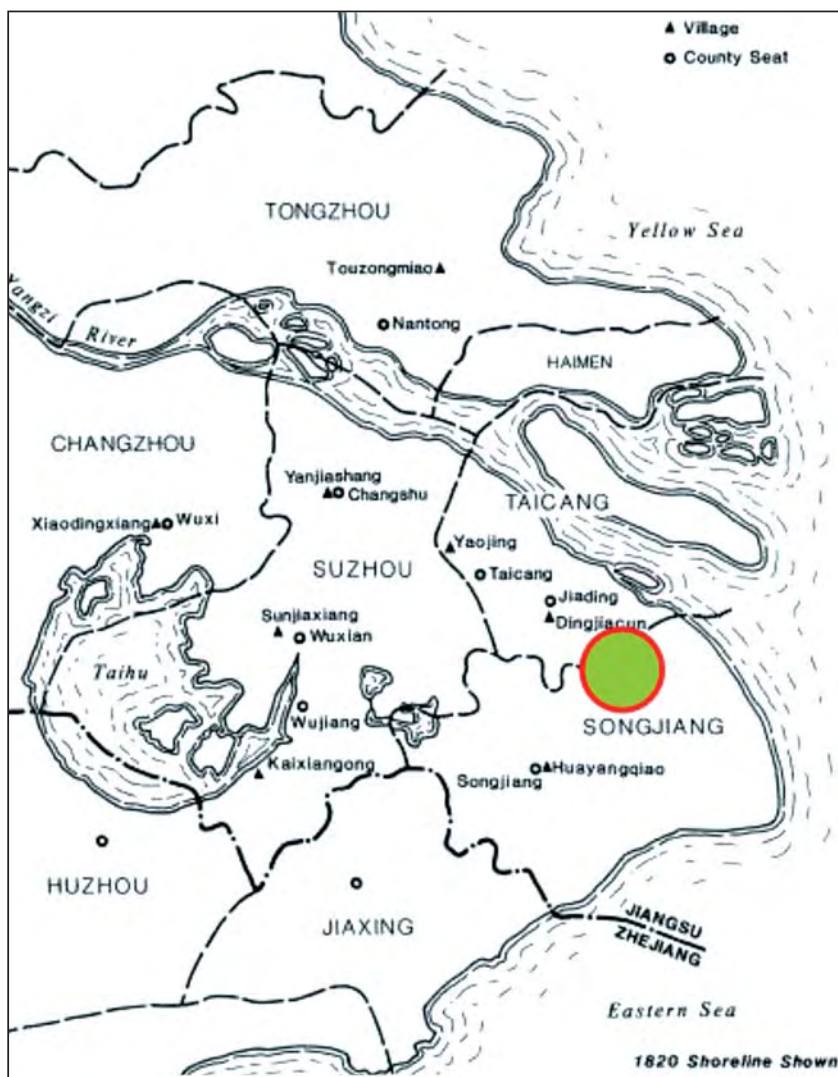 ▲ Village
○ County Seat
TONGZHOU
Yellow Sea
Touzongmiao
Yangzi
River
Nantong
HAIMEN
CHANGZHOU
Yanjiashang
Changshu
TAICANG
Xiaodingxiang
Wuxi
Yaojing
SUZHOU
Taicang
Jiading
Dingjiacun
Sunjiaxiang
Wuxian
Taihu
Wujiang
SONGJIANG
Kaixiangong
Songjiang
Huayangqiao
HUZHOU
JIAXING
JIANGSU
ZHEJIANG
Eastern Sea
1820 Shoreline Shown